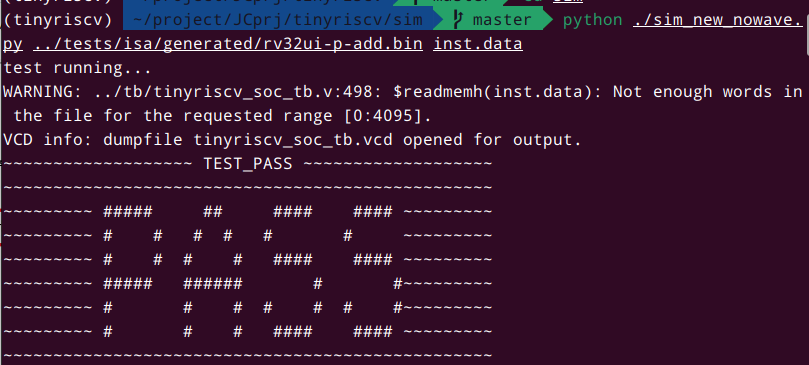 (tinyriscv) ~/project/JCprj/tinyriscv/sim master python ./sim_new_nowave.
py ../tests/isa/generated/rv32ui-p-add.bin inst.data
test running...
WARNING: ../tb/tinyriscv_soc_tb.v:498: $readmemh(inst.data): Not enough words in
 the file for the requested range [0:4095].
VCD info: dumpfile tinyriscv_soc_tb.vcd opened for output.
~~~~~~~~~~~~~~~~~~~ TEST_PASS ~~~~~~~~~~~~~~~~~~~
~~~~~~~~~~~~~~~~~~~~~~~~~~~~~~~~~~~~~~~~~~~~~~~~~
~~~~~~~~~ #####     ##     ####    #### ~~~~~~~~~
~~~~~~~~~ #    #   #  #   #       #     ~~~~~~~~~
~~~~~~~~~ #    #  #    #   ####    #### ~~~~~~~~~
~~~~~~~~~ #####   ######       #       #~~~~~~~~~
~~~~~~~~~ #       #    #  #    #  #    #~~~~~~~~~
~~~~~~~~~ #       #    #   ####    #### ~~~~~~~~~
~~~~~~~~~~~~~~~~~~~~~~~~~~~~~~~~~~~~~~~~~~~~~~~~~